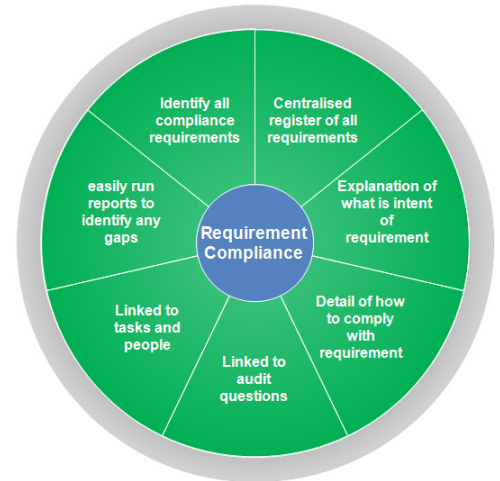 Identify all
compliance
requirements
Centralised
register of all
requirements
Explanation of
what is intent
of
requirement
Detail of how
to comply
with
requirement
Linked to
audit
questions
Linked to
tasks and
people
easily run
reports to
identify any
gaps
Requirement
Compliance